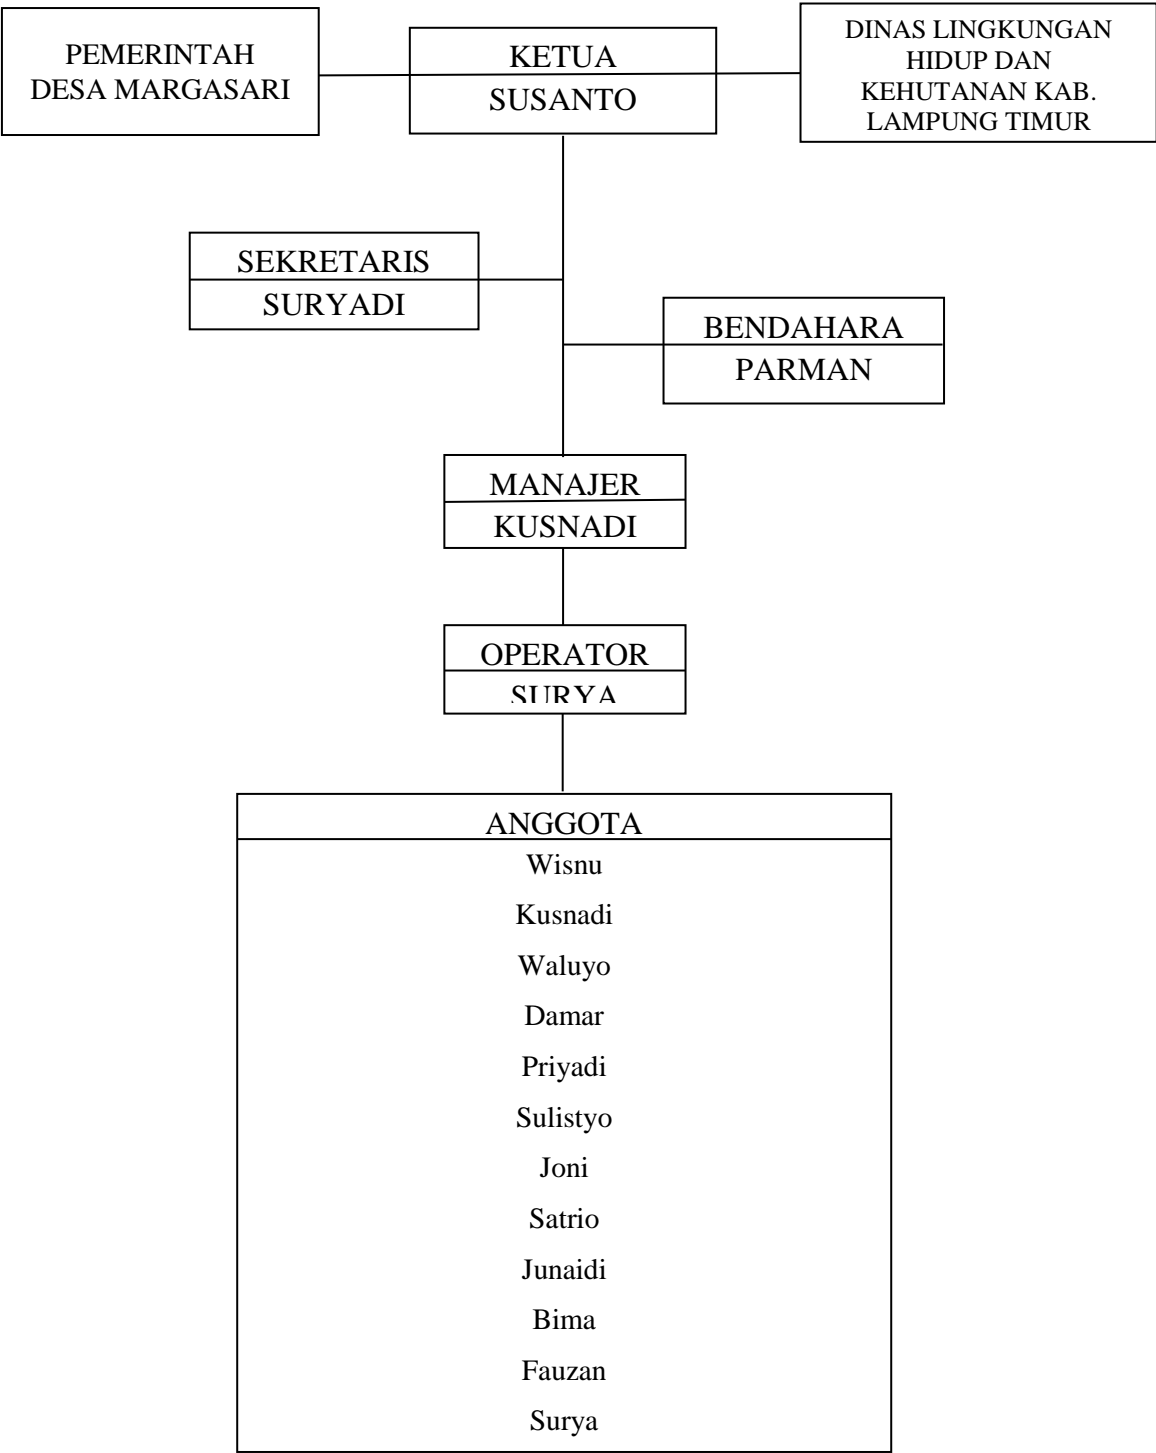 PEMERINTAH
DESA MARGASARI
KETUA
SUSANTO
DINAS LINGKUNGAN
HIDUP DAN
KEHUTANAN KAB.
LAMPUNG TIMUR
SEKRETARIS
SURYADI
BENDAHARA
PARMAN
MANAJER
KUSNADI
OPERATOR
SURYA
ANGGOTA
Wisnu
Kusnadi
Waluyo
Damar
Priyadi
Sulistyo
Joni
Satrio
Junaidi
Bima
Fauzan
Surya